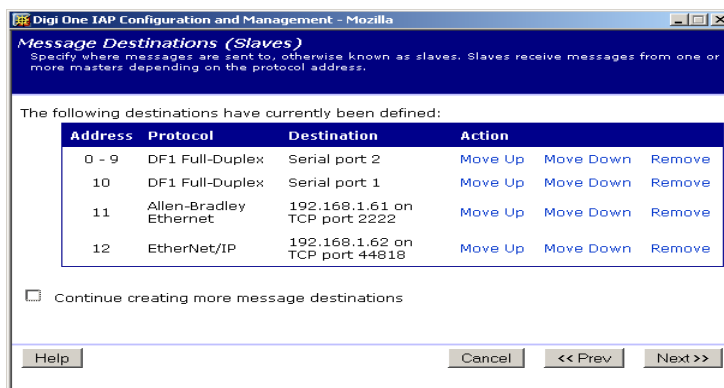 Digi One IAP Configuration and Management - Mozilla
Message Destinations (Slaves)
Specify where messages are sent to, otherwise known as slaves. Slaves receive messages from one or
more masters depending on the protocol address.
The following destinations have currently been defined:
Address Protocol Destination Action
0 - 9 DF1 Full-Duplex Serial port 2 Move Up Move Down Remove
10 DF1 Full-Duplex Serial port 1 Move Up Move Down Remove
11 Allen-Bradley Ethernet 192.168.1.61 on TCP port 2222 Move Up Move Down Remove
12 EtherNet/IP 192.168.1.62 on TCP port 44818 Move Up Move Down Remove
Continue creating more message destinations
Help Cancel << Prev Next >>